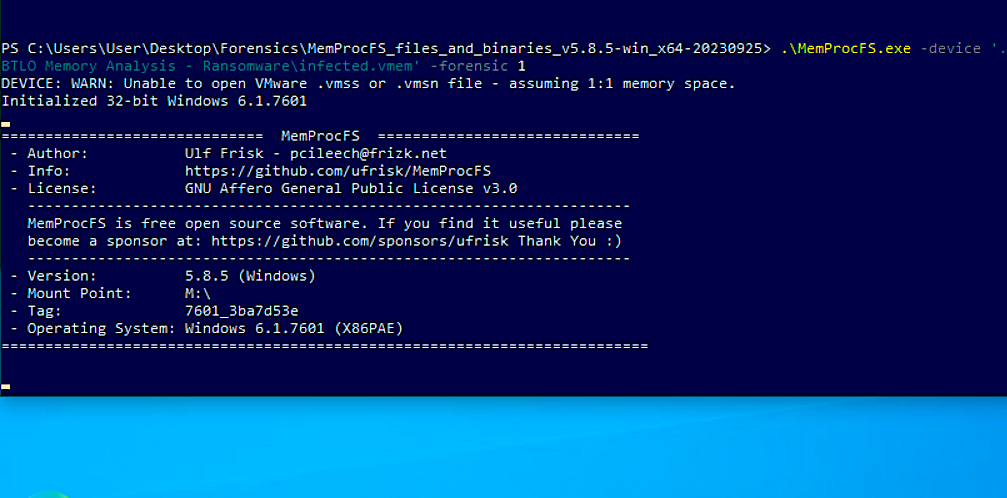 PS C:\Users\User\Desktop\Forensics\MemProcFS_files_and_binaries_v5.8.5-win_x64-20230925> .\MemProcFS.exe -device '.
BTLO Memory Analysis - Ransomware\infected.vmem' -forensic 1
DEVICE: WARN: Unable to open VMware .vmss or .vmsn file - assuming 1:1 memory space.
Initialized 32-bit Windows 6.1.7601
============================== MemProcFS ==============================
- Author: Ulf Frisk - pcileech@frizk.net
- Info: https://github.com/ufrisk/MemProcFS
- License: GNU Affero General Public License v3.0
---------------------------------------------------------------------
MemProcFS is free open source software. If you find it useful please
become a sponsor at: https://github.com/sponsors/ufrisk Thank You :)
---------------------------------------------------------------------
- Version: 5.8.5 (Windows)
- Mount Point: M:\
- Tag: 7601_3ba7d53e
- Operating System: Windows 6.1.7601 (X86PAE)
==========================================================================